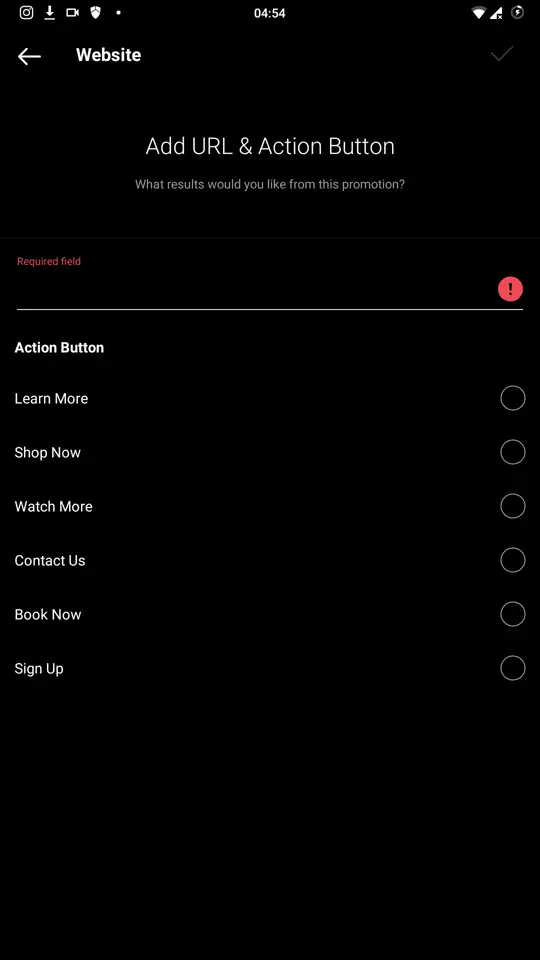 04:54
Website
Add URL & Action Button
What results would you like from this promotion?
Required field
!
Action Button
Learn More
Shop Now
Watch More
Contact Us
Book Now
Sign Up